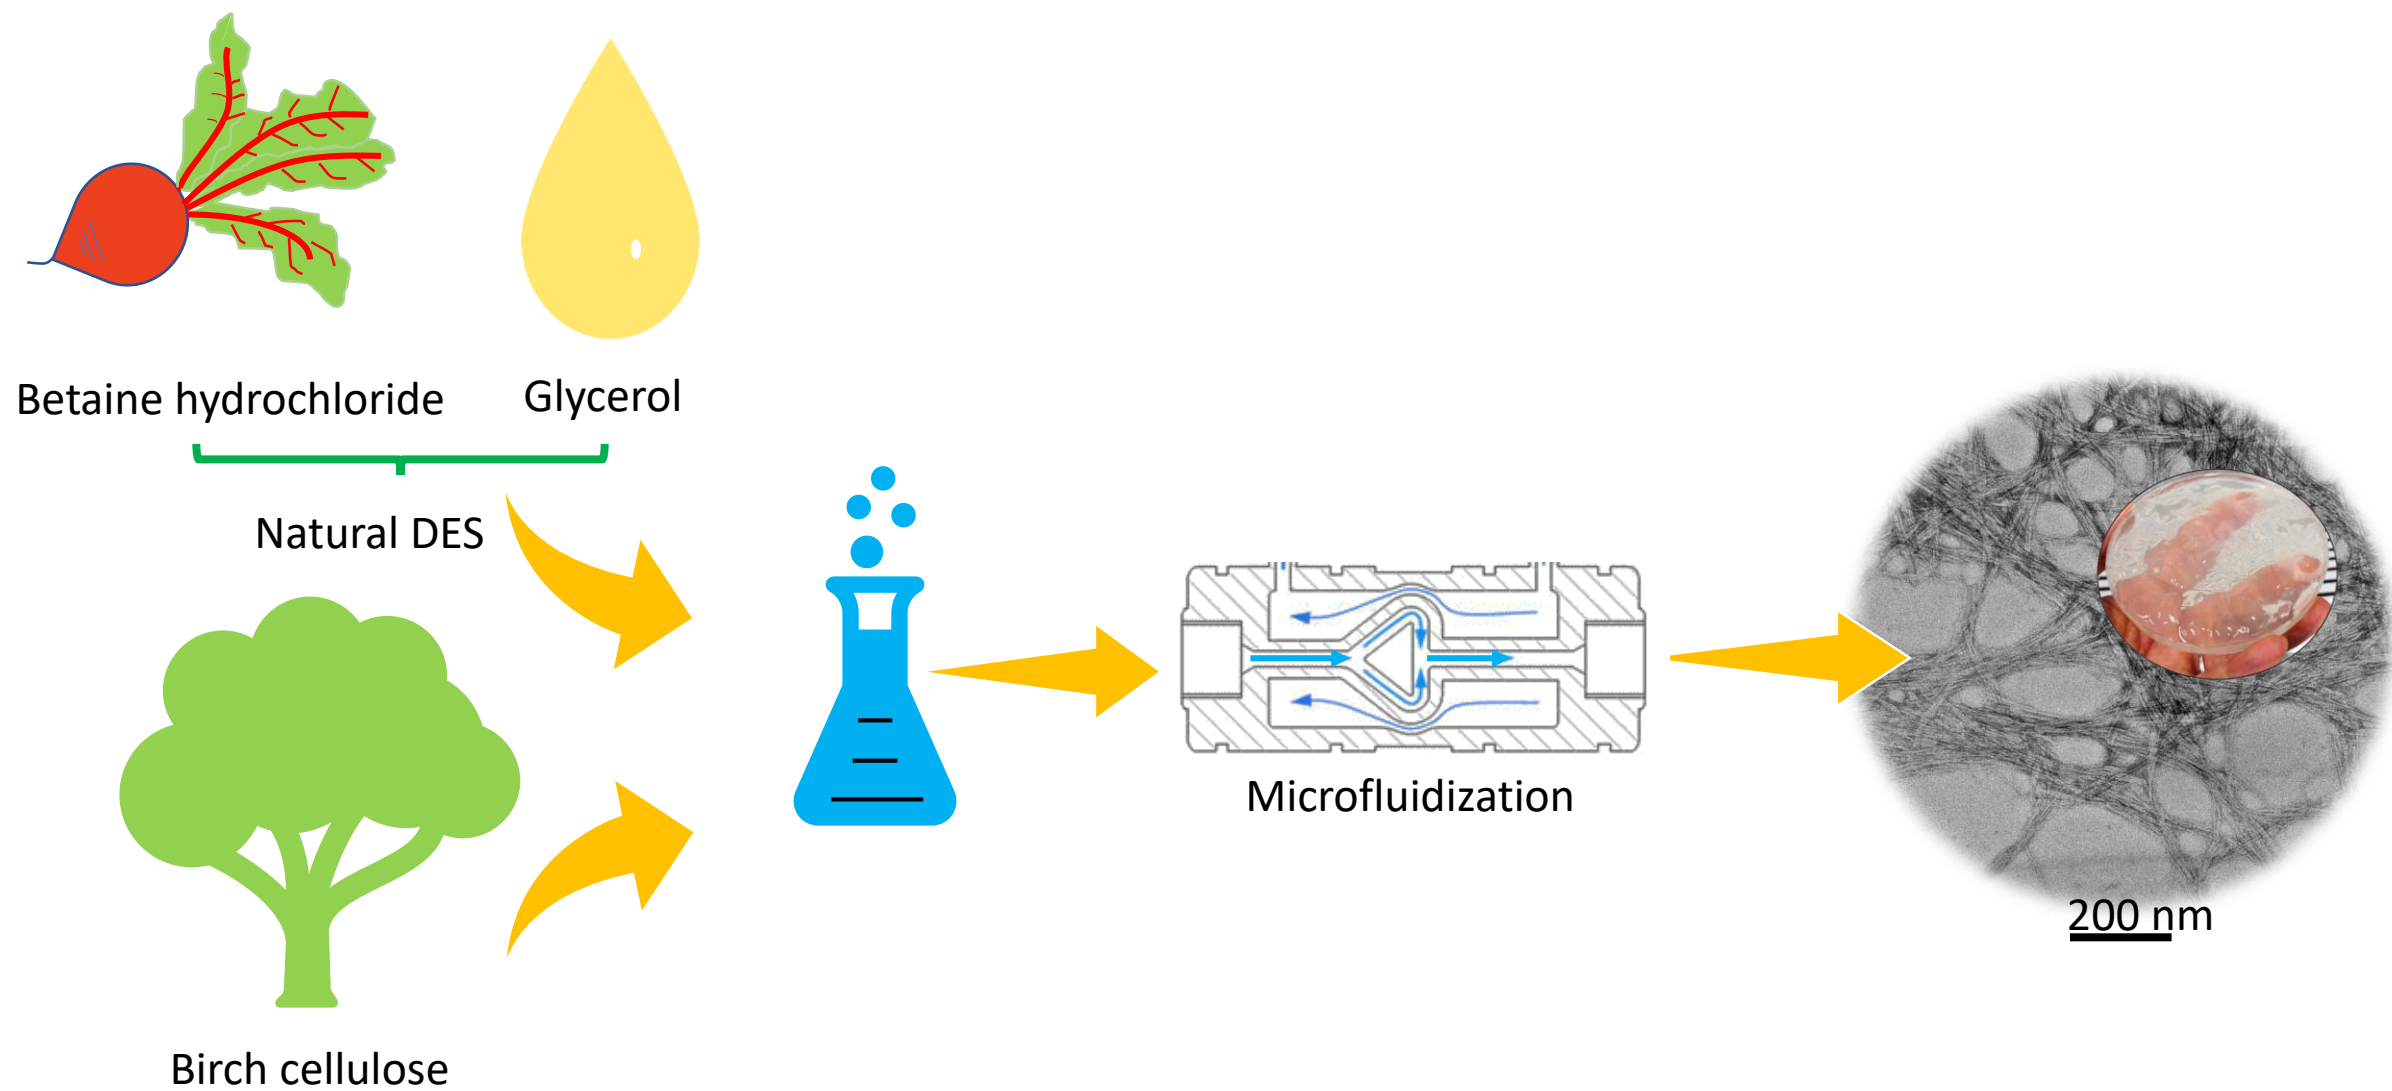 Betaine hydrochloride
Glycerol
Natural DES
Birch cellulose
Microfluidization
200 nm